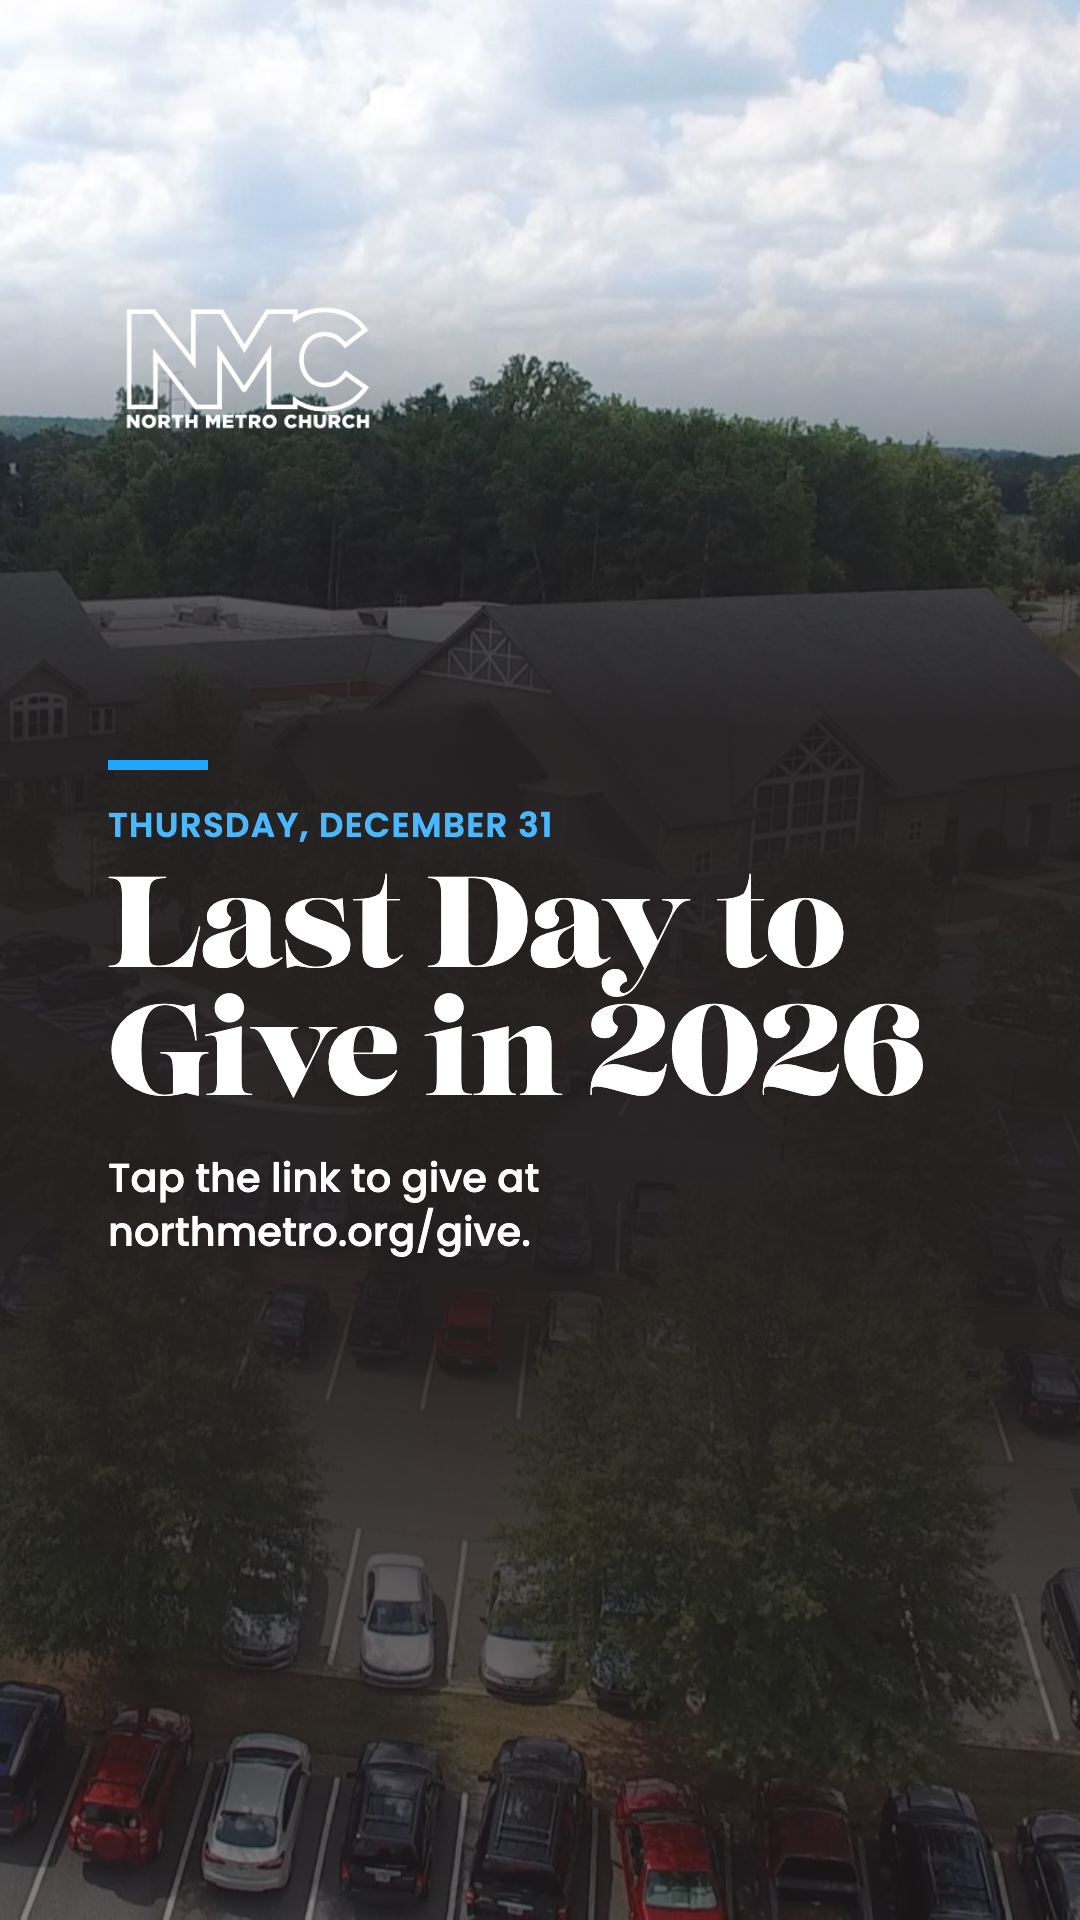 NMC
NORTH METRO CHURCH
THURSDAY, DECEMBER 31
Last Day to
Give in 2026
Tap the link to give at
northmetro.org/give.